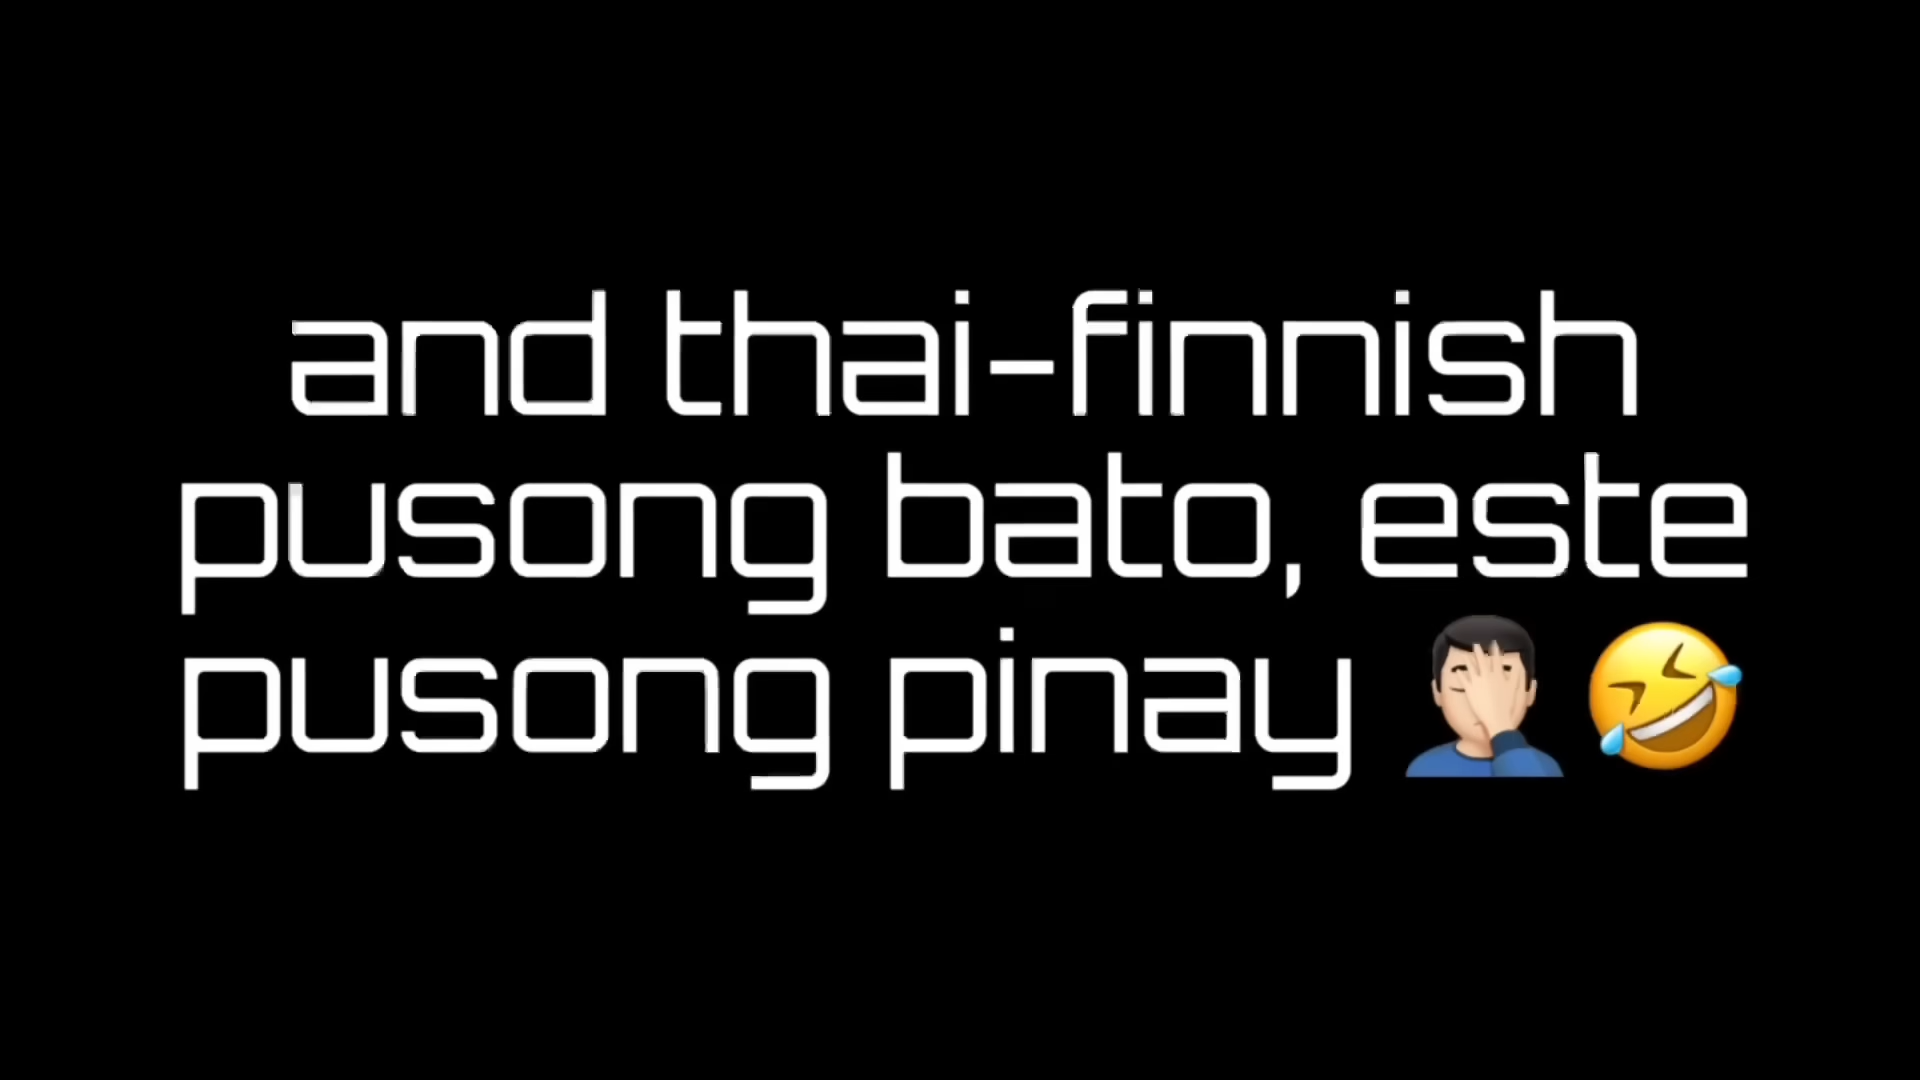 and thai-finnish
pusong bato, este
pusong pinay 🤦🏻‍♂️ 🤣